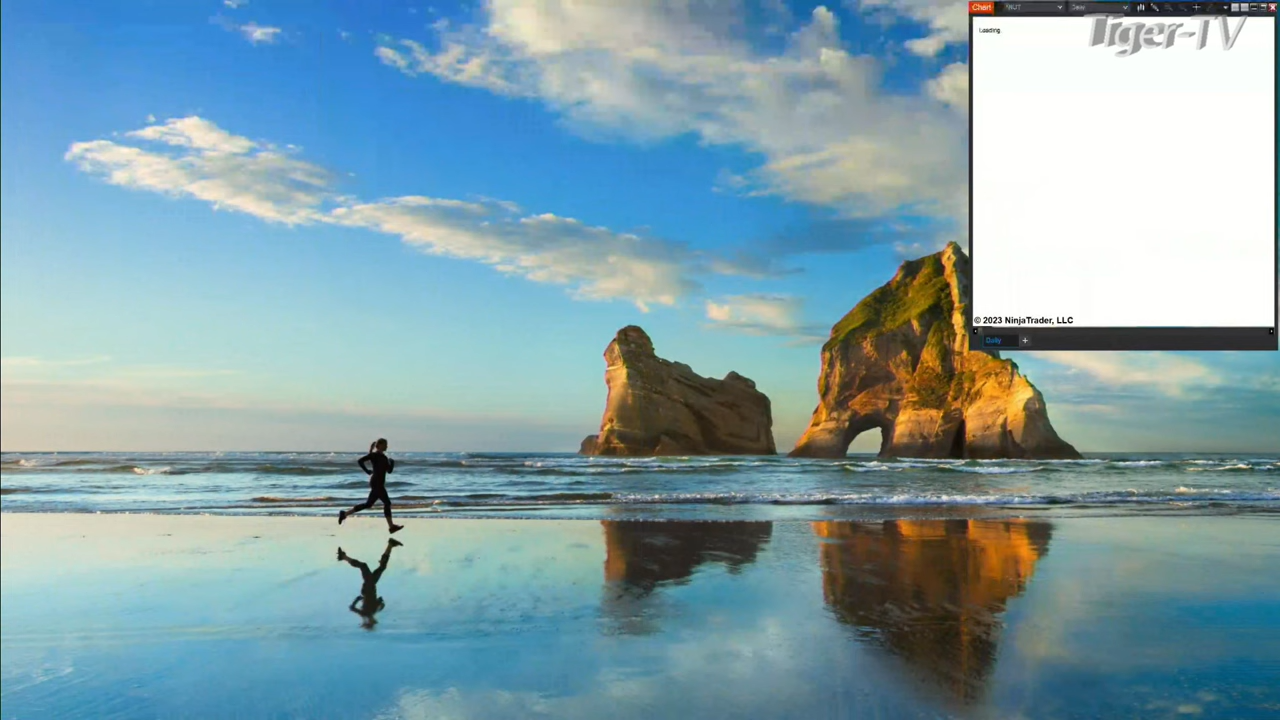 Chart
Tiger-TV
Loading
© 2023 NinjaTrader, LLC
Daily
+